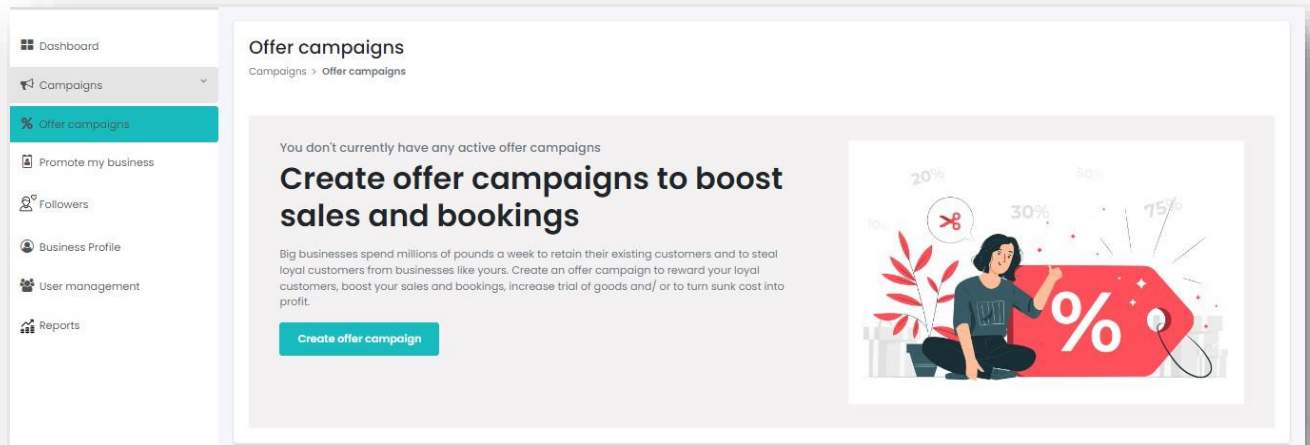 Dashboard
Campaigns
Offer campaigns
Promote my business
Followers
Business Profile
User management
Reports
Offer campaigns
Campaigns > Offer campaigns
You don't currently have any active offer campaigns
Create offer campaigns to boost
sales and bookings
Big businesses spend millions of pounds a week to retain their existing customers and to steal
loyal customers from businesses like yours. Create an offer campaign to reward your loyal
customers, boost your sales and bookings, increase trial of goods and/ or to turn sunk cost into
profit.
Create offer campaign
20%
50%
30%
75%
10%
%